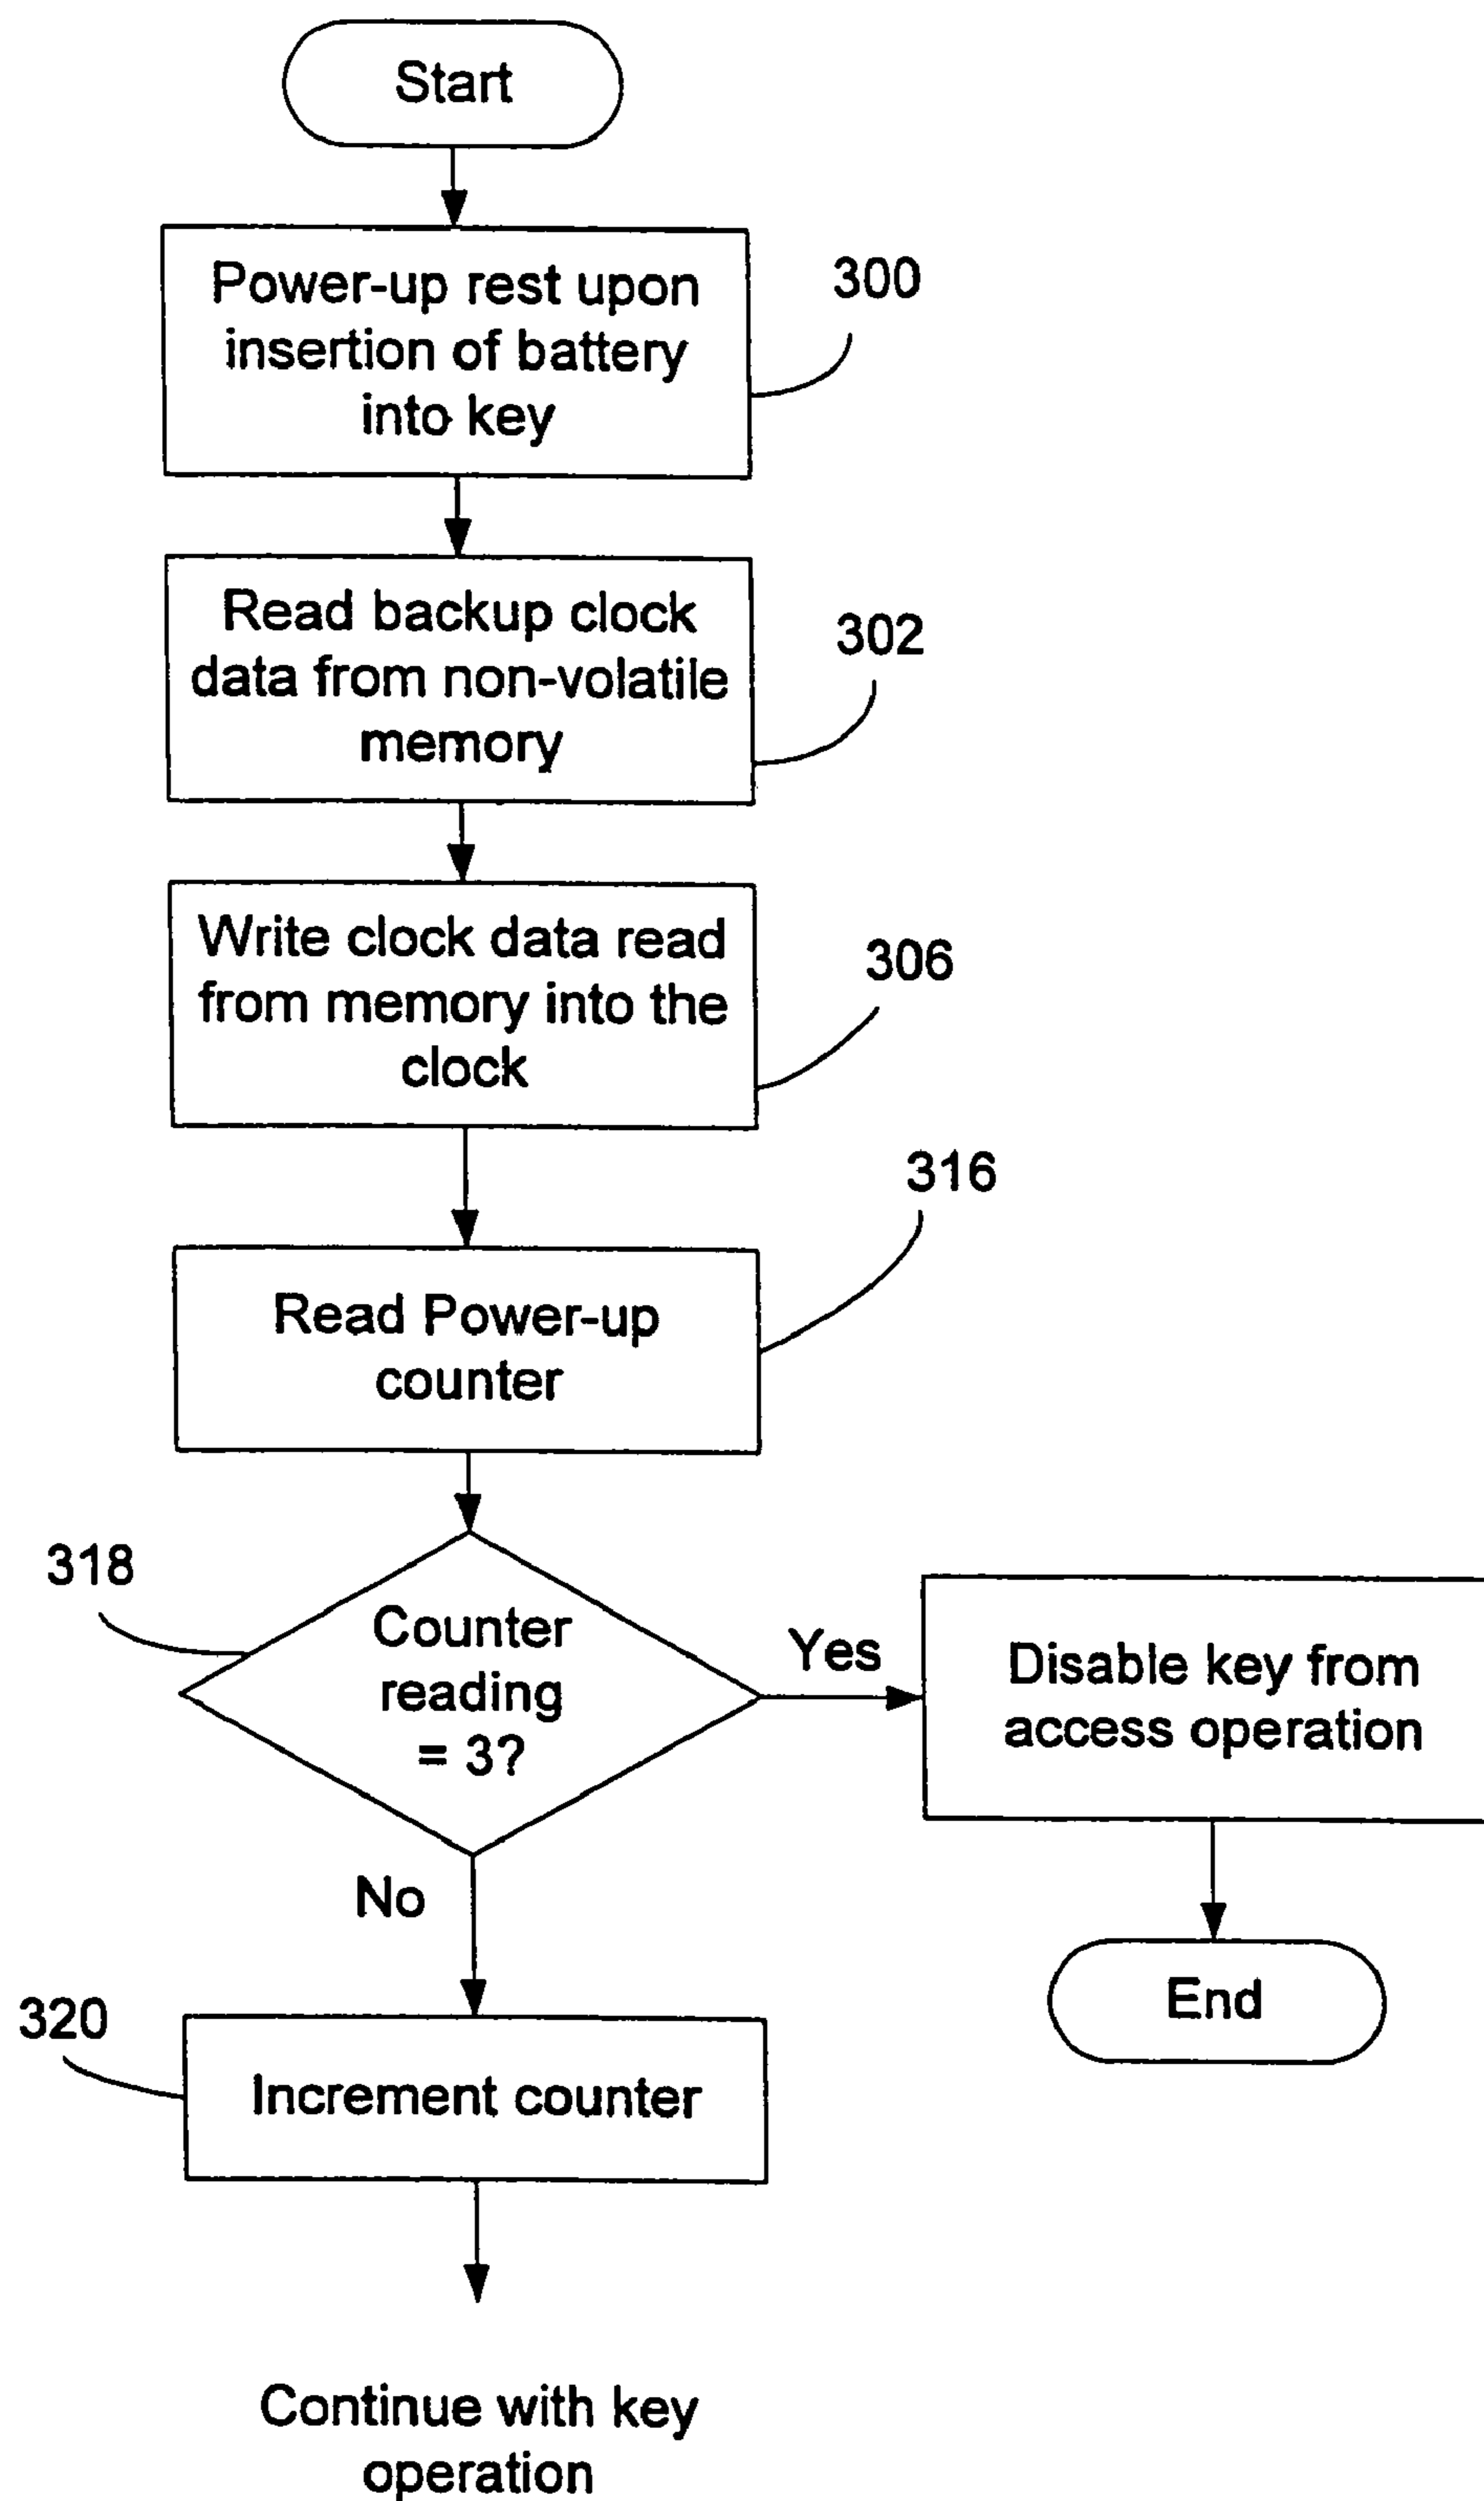 Start
Power-up rest upon
insertion of battery
into key
300
Read backup clock
data from non-volatile
memory
302
Write clock data read
from memory into the
clock
306
316
Read Power-up
counter
318
Counter
reading
= 3?
Yes
Disable key from
access operation
No
End
320
Increment counter
Continue with key
operation